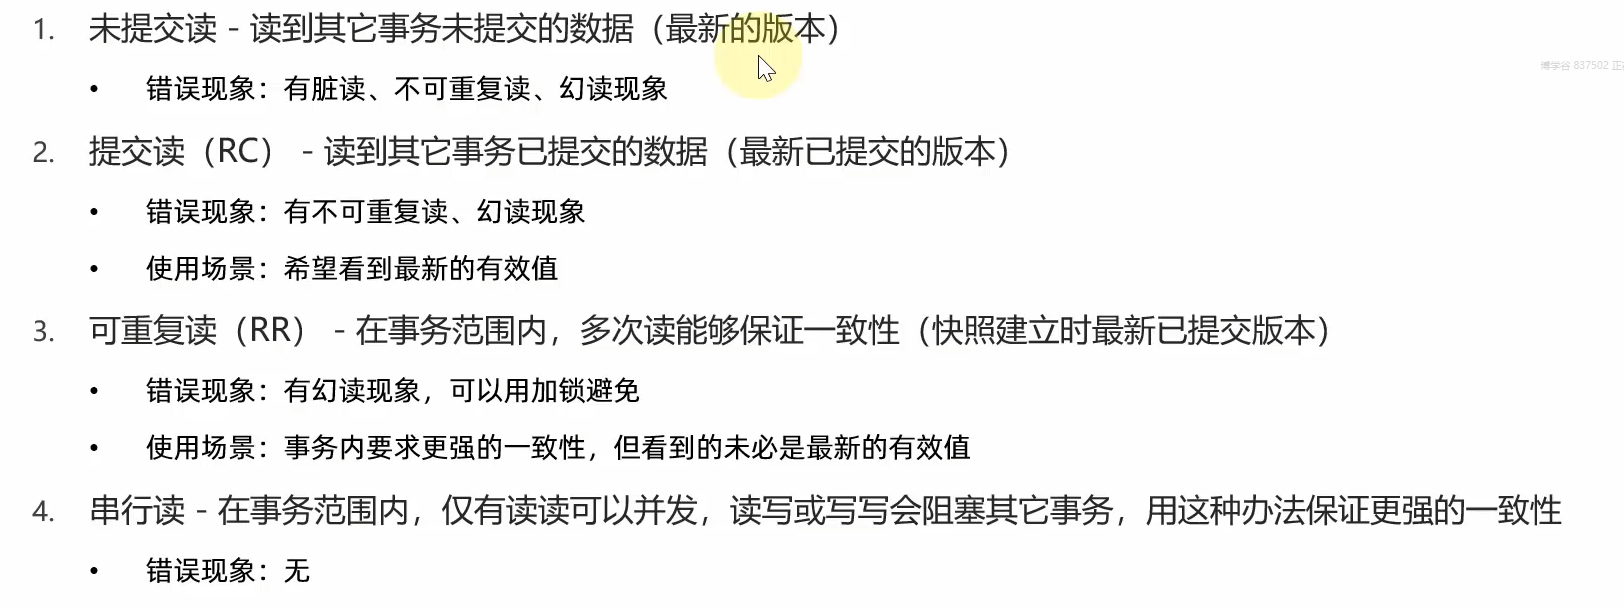 1. 未提交读 - 读到其它事务未提交的数据（最新的版本）
• 错误现象：有脏读、不可重复读、幻读现象
博学谷 837502 正
2. 提交读（RC） - 读到其它事务已提交的数据（最新已提交的版本）
• 错误现象：有不可重复读、幻读现象
• 使用场景：希望看到最新的有效值
3. 可重复读（RR） - 在事务范围内，多次读能够保证一致性（快照建立时最新已提交版本）
• 错误现象：有幻读现象，可以用加锁避免
• 使用场景：事务内要求更强的一致性，但看到的未必是最新的有效值
4. 串行读 - 在事务范围内，仅有读读可以并发，读写或写写会阻塞其它事务，用这种办法保证更强的一致性
• 错误现象：无